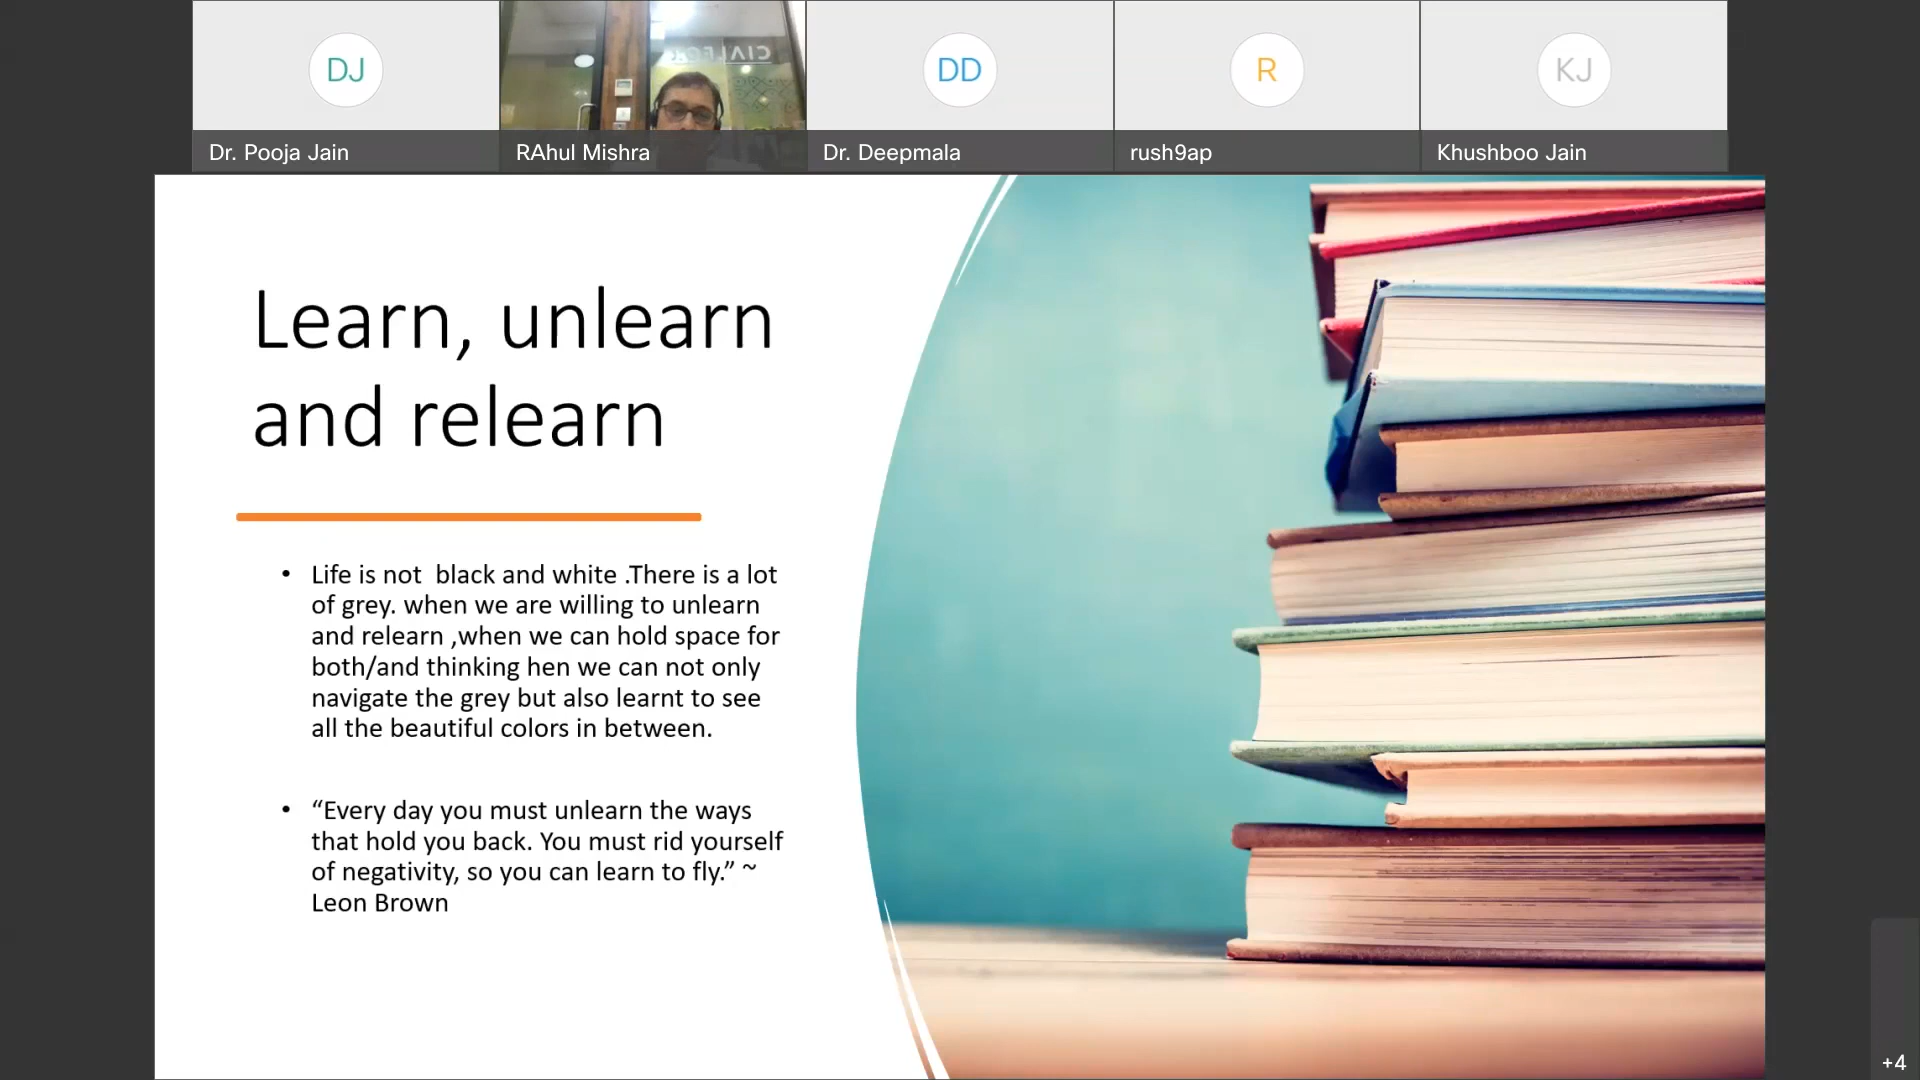 DJ
DD
R
KJ
Dr. Pooja Jain
RAhul Mishra
Dr. Deepmala
rush9ap
Khushboo Jain
Learn, unlearn
and relearn
• Life is not  black and white .There is a lot
of grey. when we are willing to unlearn
and relearn ,when we can hold space for
both/and thinking hen we can not only
navigate the grey but also learnt to see
all the beautiful colors in between.
• “Every day you must unlearn the ways
that hold you back. You must rid yourself
of negativity, so you can learn to fly.” ~
Leon Brown
+4